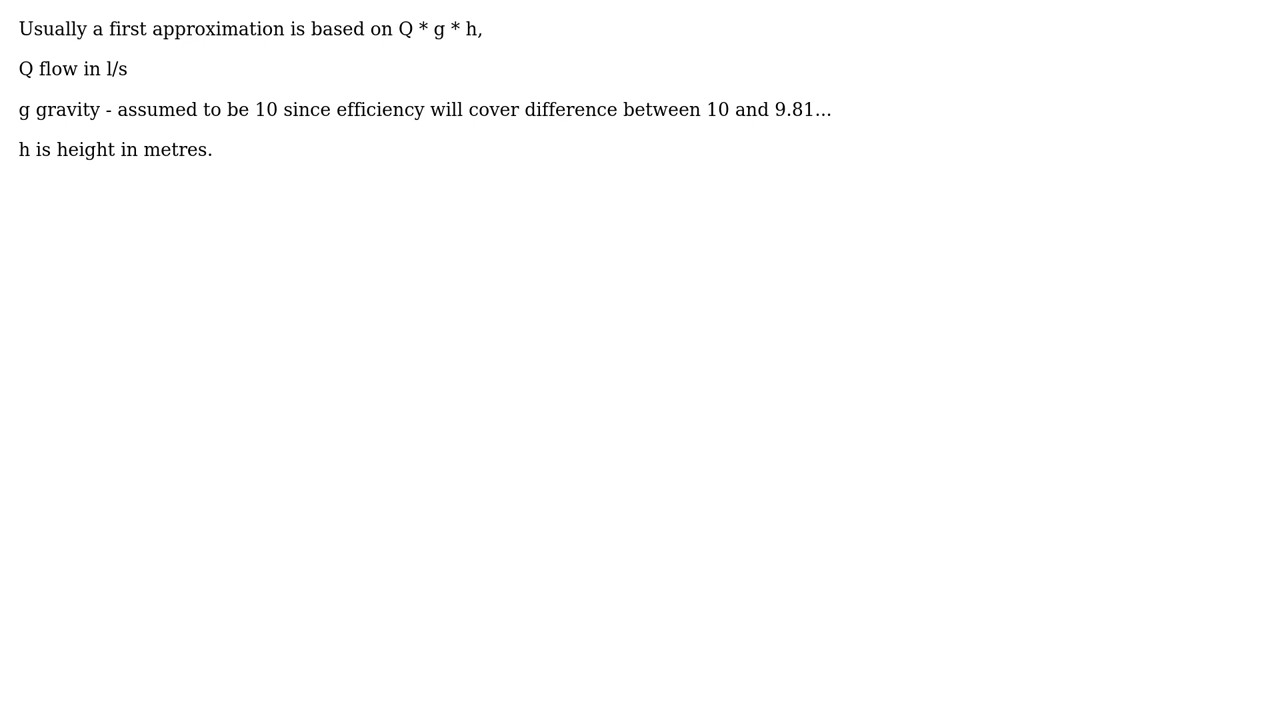 Usually a first approximation is based on Q * g * h,
Q flow in l/s
g gravity - assumed to be 10 since efficiency will cover difference between 10 and 9.81...
h is height in metres.